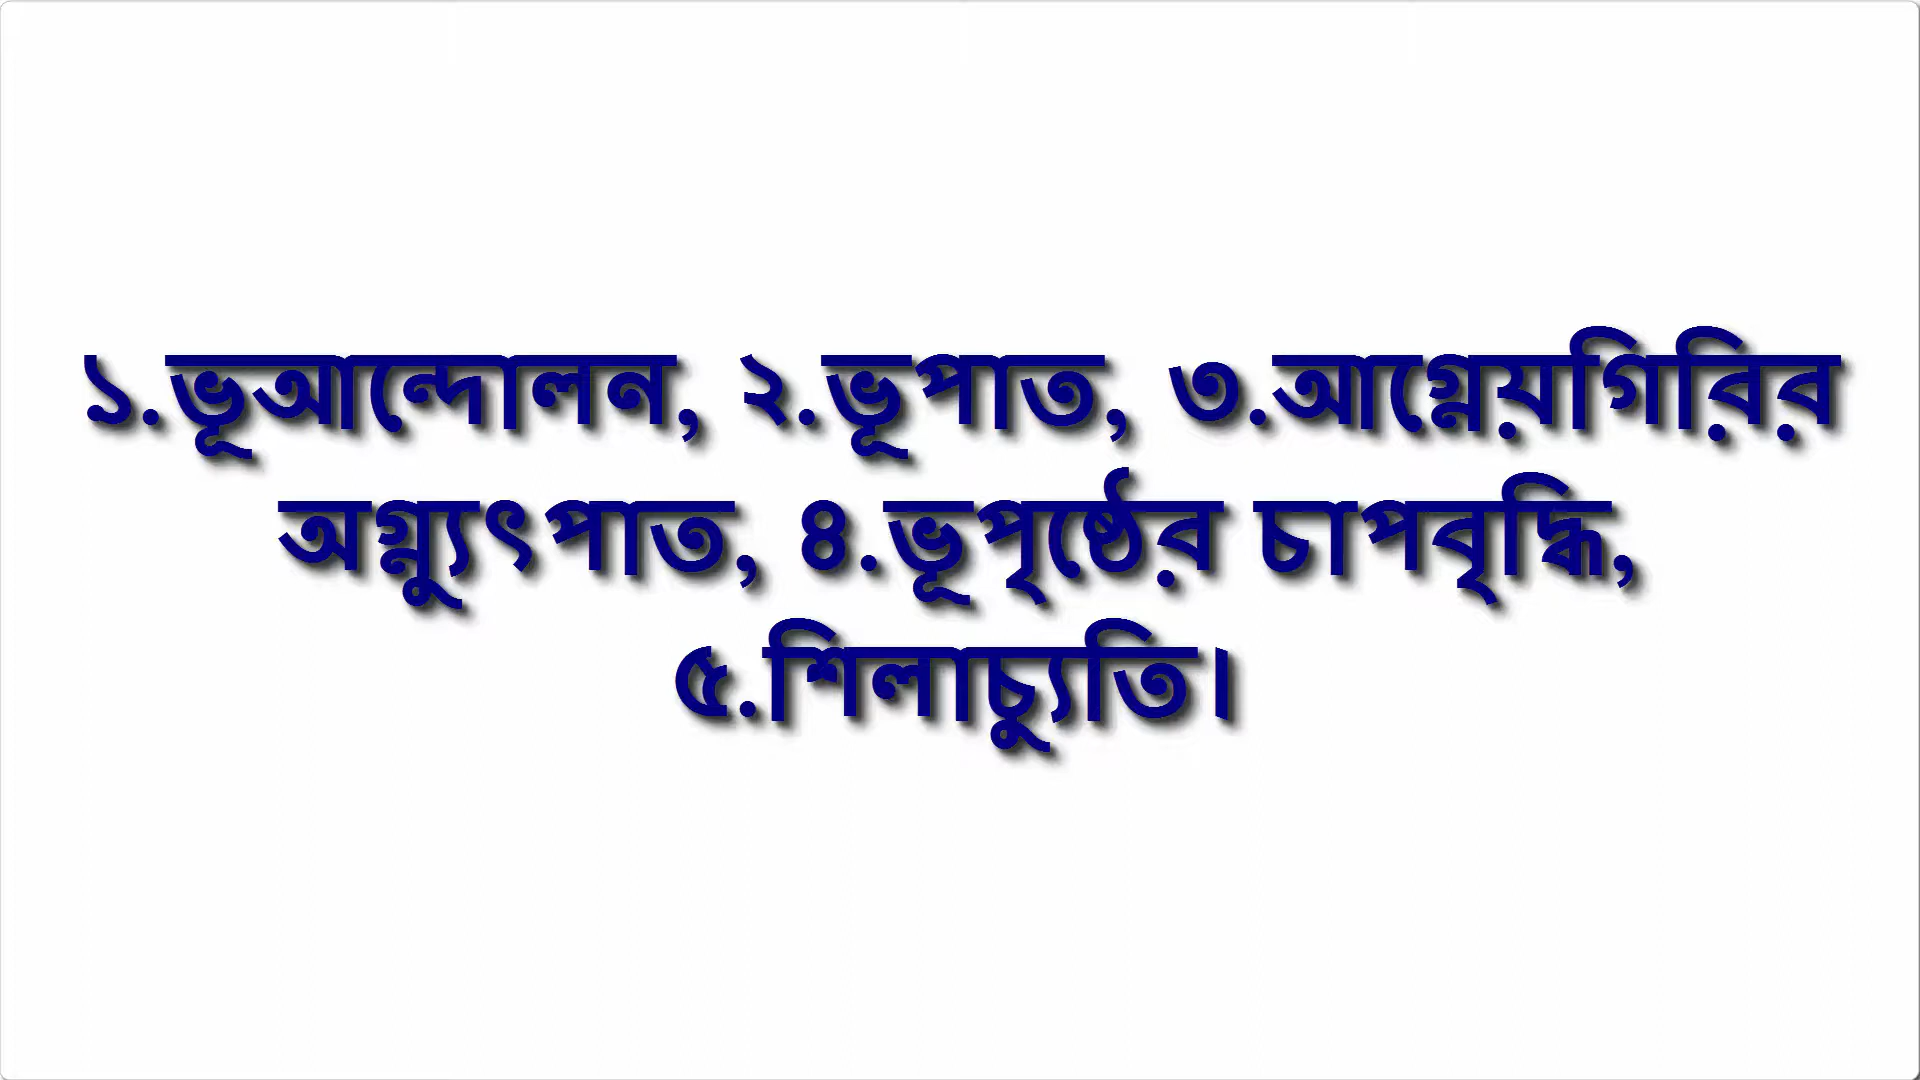 ১.ভূআন্দোলন, ২.ভূপাত, ৩.আগ্নেয়গিরির
অগ্ন্যুৎপাত, ৪.ভূপৃষ্ঠের চাপবৃদ্ধি,
৫.শিলাচ্যুতি।